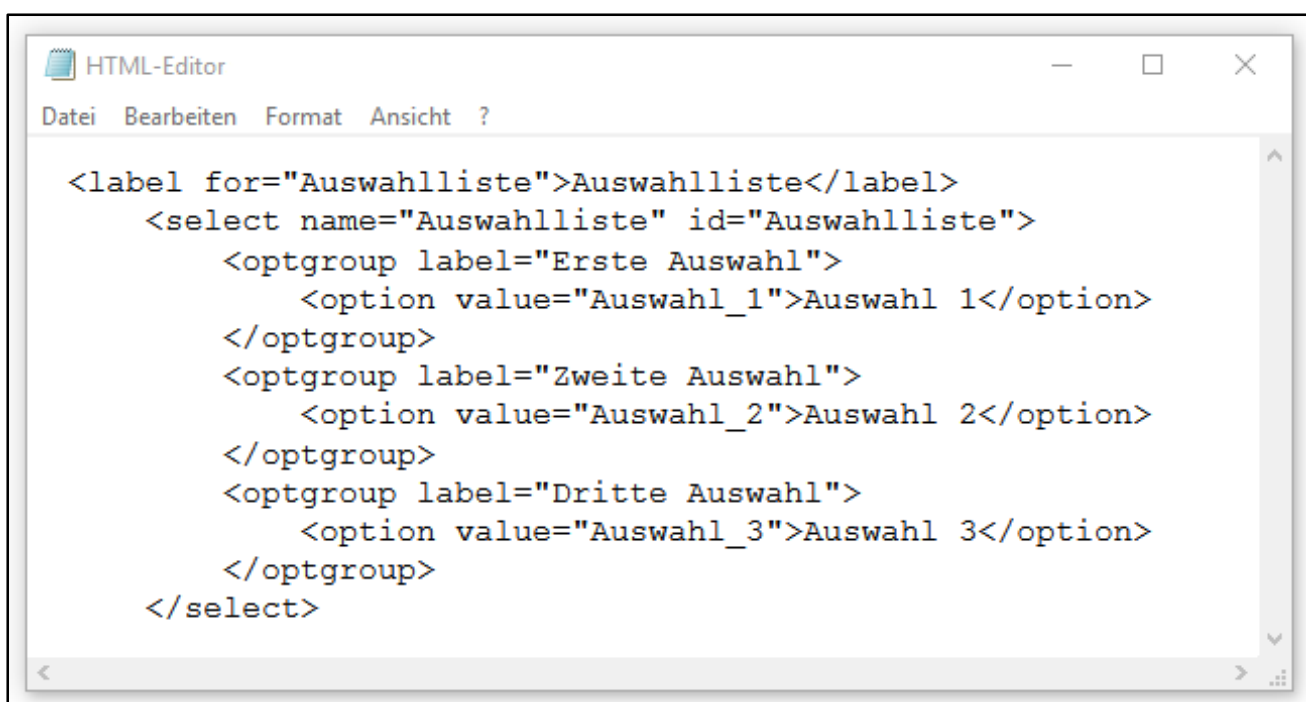 HTML-Editor
Datei Bearbeiten Format Ansicht ?
<label for="Auswahlliste">Auswahlliste</label>
<select name="Auswahlliste" id="Auswahlliste">
<optgroup label="Erste Auswahl">
<option value="Auswahl_1">Auswahl 1</option>
</optgroup>
<optgroup label="Zweite Auswahl">
<option value="Auswahl_2">Auswahl 2</option>
</optgroup>
<optgroup label="Dritte Auswahl">
<option value="Auswahl_3">Auswahl 3</option>
</optgroup>
</select>